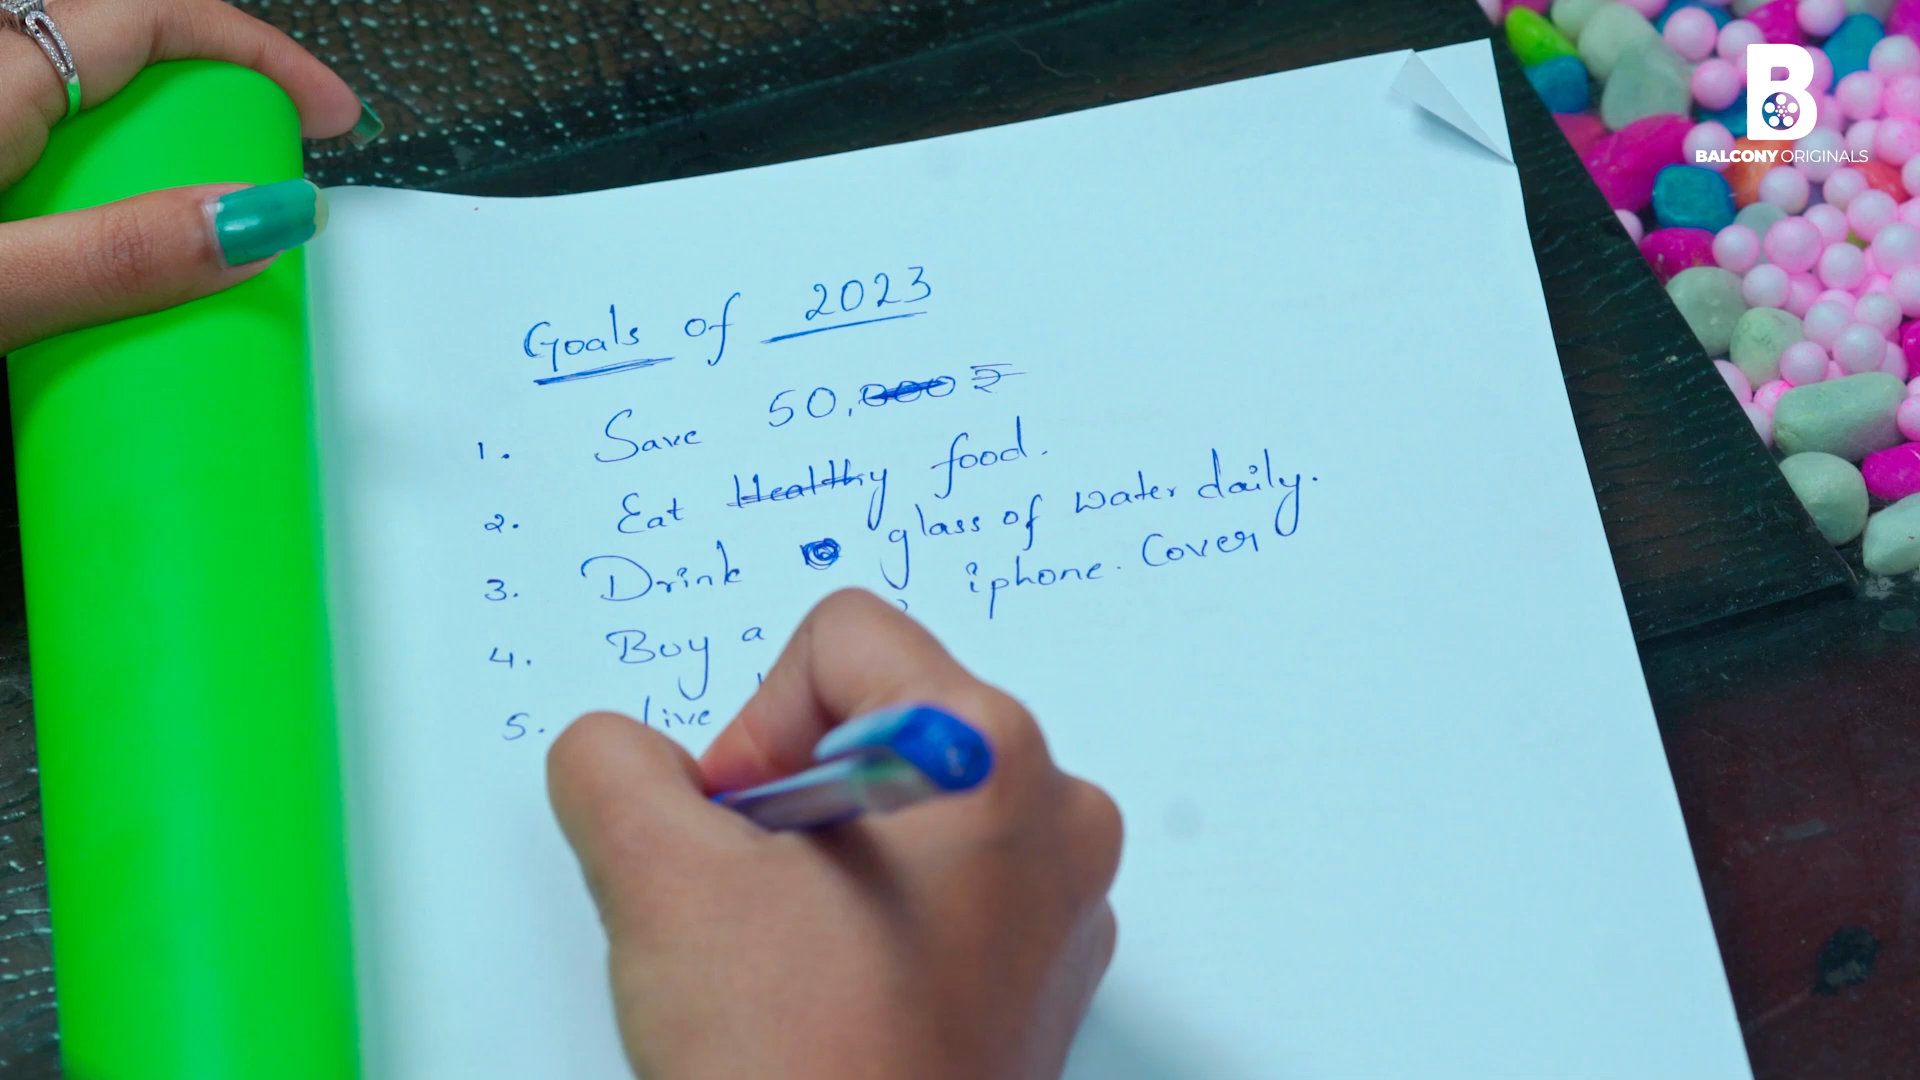 Goals of 2023
1. Save 50,000 ₹
2. Eat Healthy food.
3. Drink glass of water daily.
4. Buy a iphone. Cover
5. live
B
BALCONY ORIGINALS